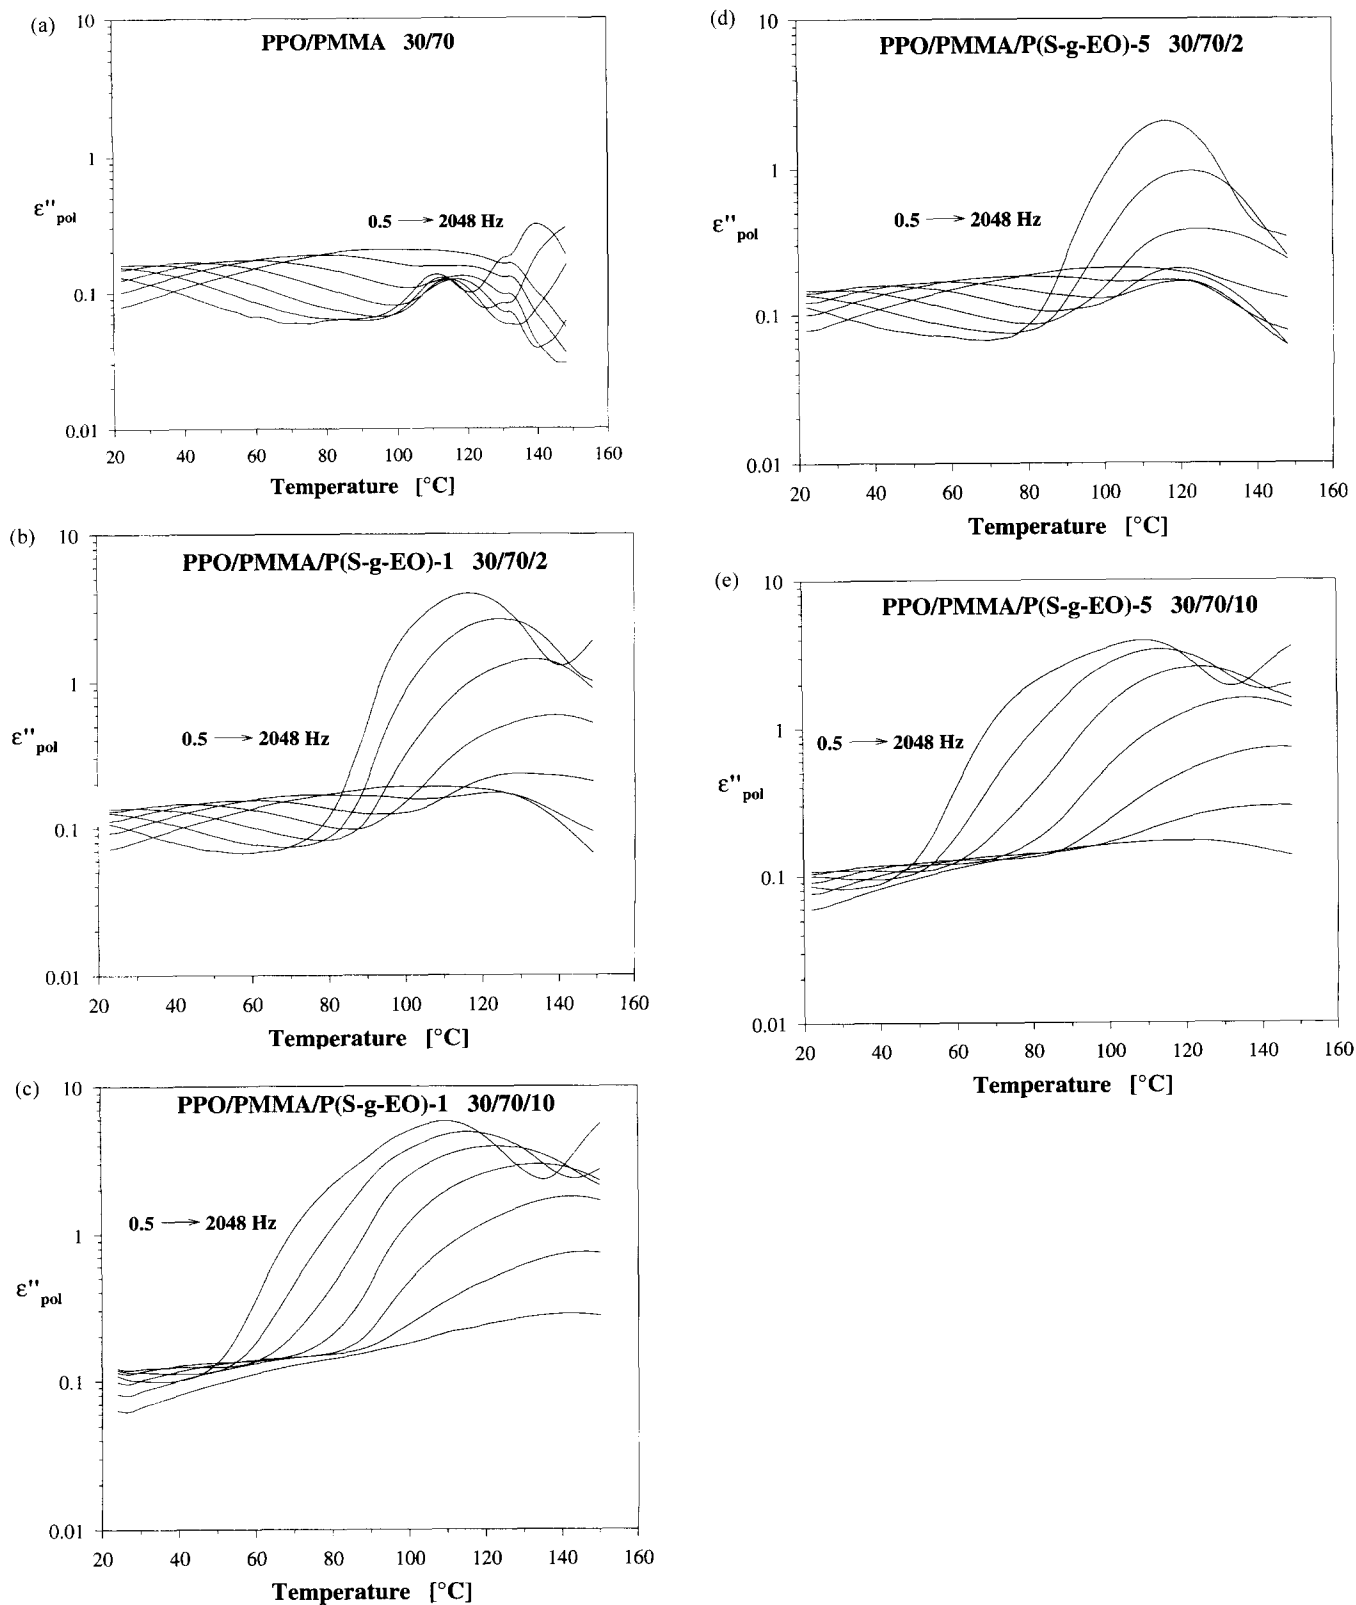 (a)
PPO/PMMA 30/70
10
1
0.1
0.01
ε''pol
0.5 → 2048 Hz
20 40 60 80 100 120 140 160
Temperature [°C]
(b)
PPO/PMMA/P(S-g-EO)-1 30/70/2
10
1
0.1
0.01
ε''pol
0.5 → 2048 Hz
20 40 60 80 100 120 140 160
Temperature [°C]
(c)
PPO/PMMA/P(S-g-EO)-1 30/70/10
10
1
0.1
0.01
ε''pol
0.5 → 2048 Hz
20 40 60 80 100 120 140 160
Temperature [°C]
(d)
PPO/PMMA/P(S-g-EO)-5 30/70/2
10
1
0.1
0.01
ε''pol
0.5 → 2048 Hz
20 40 60 80 100 120 140 160
Temperature [°C]
(e)
PPO/PMMA/P(S-g-EO)-5 30/70/10
10
1
0.1
0.01
ε''pol
0.5 → 2048 Hz
20 40 60 80 100 120 140 160
Temperature [°C]